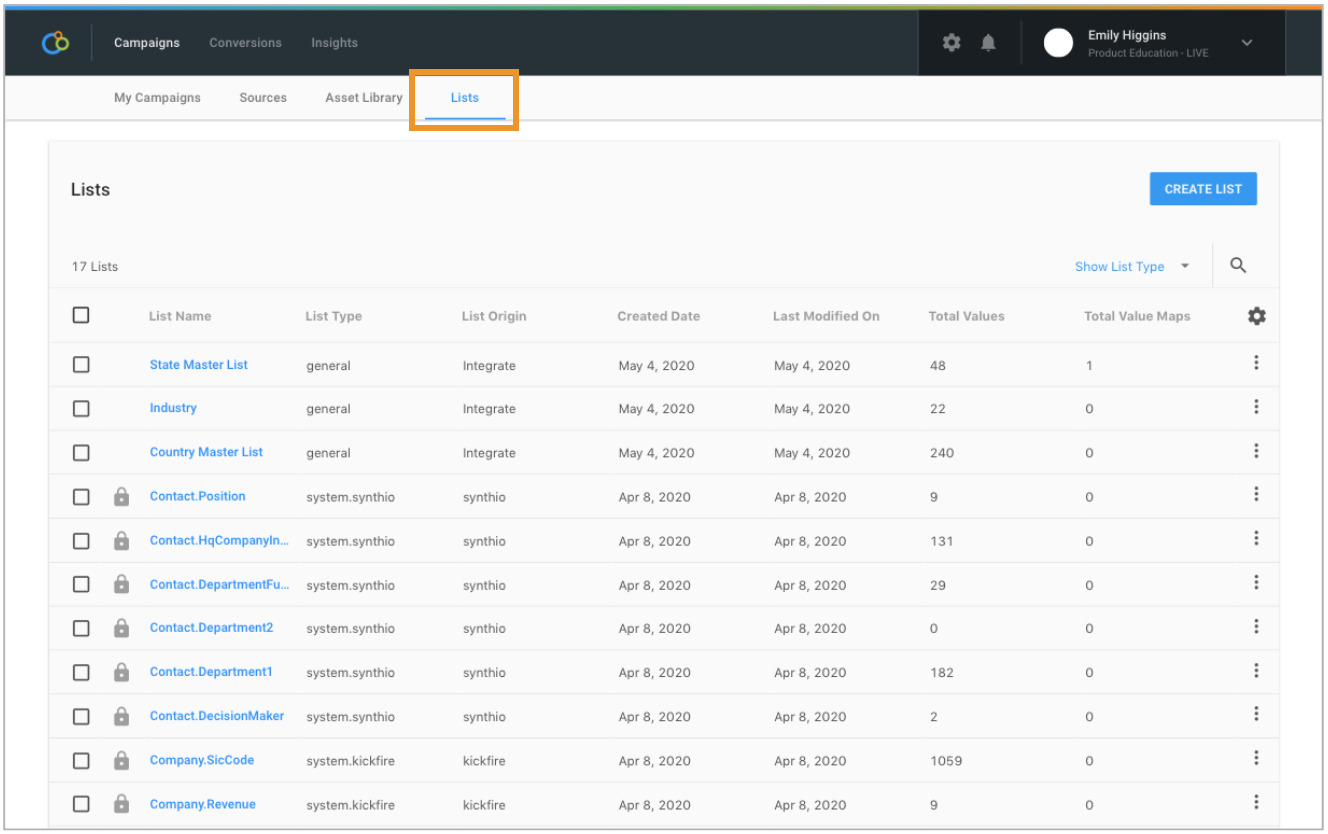 Campaigns Conversions Insights Emily Higgins
Product Education - LIVE
My Campaigns Sources Asset Library Lists
Lists CREATE LIST
17 Lists Show List Type
List Name List Type List Origin Created Date Last Modified On Total Values Total Value Maps
State Master List general Integrate May 4, 2020 May 4, 2020 48 1
Industry general Integrate May 4, 2020 May 4, 2020 22 0
Country Master List general Integrate May 4, 2020 May 4, 2020 240 0
Contact.Position system.synthio synthio Apr 8, 2020 Apr 8, 2020 9 0
Contact.HqCompanyIn... system.synthio synthio Apr 8, 2020 Apr 8, 2020 131 0
Contact.DepartmentFu... system.synthio synthio Apr 8, 2020 Apr 8, 2020 29 0
Contact.Department2 system.synthio synthio Apr 8, 2020 Apr 8, 2020 0 0
Contact.Department1 system.synthio synthio Apr 8, 2020 Apr 8, 2020 182 0
Contact.DecisionMaker system.synthio synthio Apr 8, 2020 Apr 8, 2020 2 0
Company.SicCode system.kickfire kickfire Apr 8, 2020 Apr 8, 2020 1059 0
Company.Revenue system.kickfire kickfire Apr 8, 2020 Apr 8, 2020 9 0